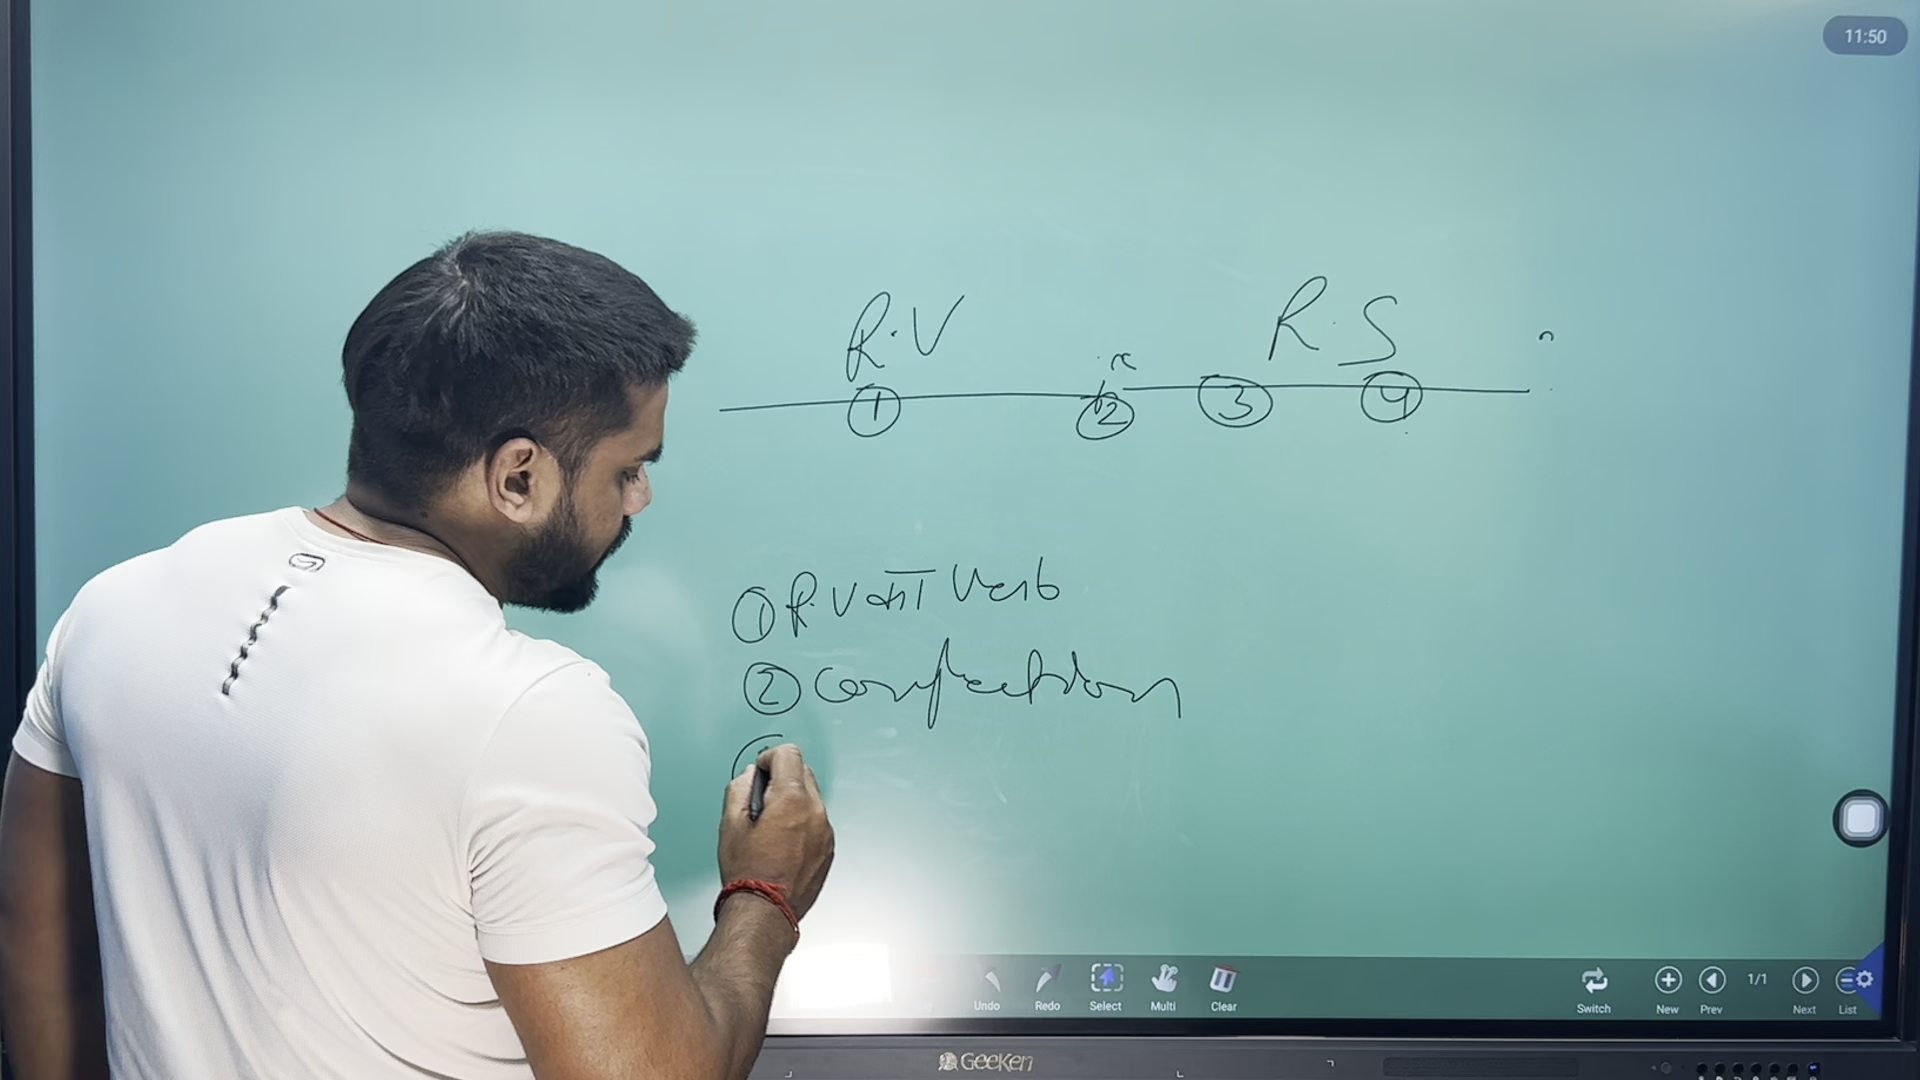 11:50
R.V R.S
① ② ③ ④
① R.V का Verb
②
Undo Redo Select Multi Clear Switch New Prev 1/1 Next List
GEEKEN